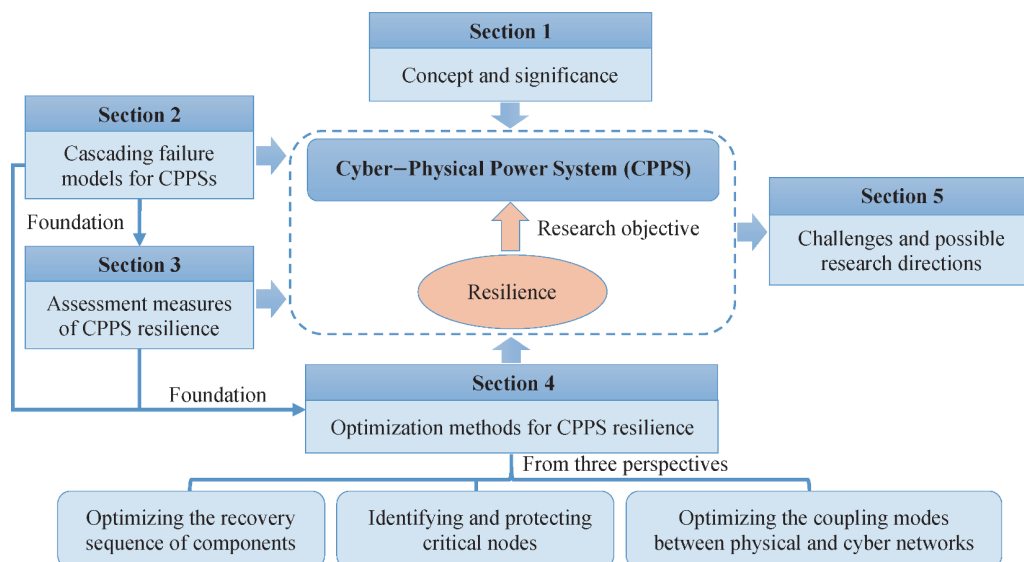 Section 1
Concept and significance
Section 2
Cascading failure
models for CPPSs
Foundation
Section 3
Assessment measures
of CPPS resilience
Cyber−Physical Power System (CPPS)
Research objective
Resilience
Section 5
Challenges and possible
research directions
Foundation
Section 4
Optimization methods for CPPS resilience
From three perspectives
Optimizing the recovery
sequence of components
Identifying and protecting
critical nodes
Optimizing the coupling modes
between physical and cyber networks